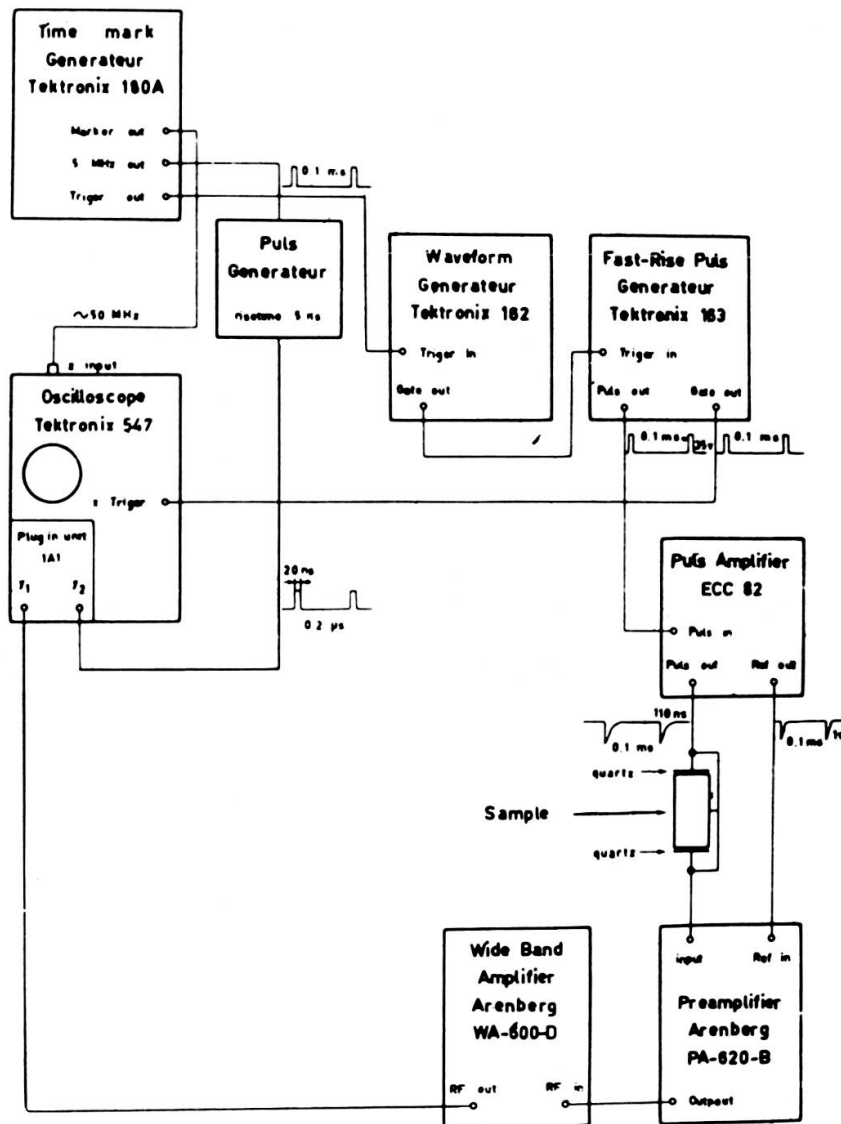 Time mark
Generateur
Tektronix 180A
Marker out
5 MHz out
Trigor out
0.1 ms
Puls
Generateur
risetime 5 ns
~50 MHz
Waveform
Generateur
Tektronix 162
Trigor In
Gate out
Fast-Rise Puls
Generateur
Tektronix 163
Trigor in
Puls out
Gate out
0.1 ms
0.1 ms
z input
Oscilloscope
Tektronix 547
x Trigor
Plug in unit
1A1
y1
y2
20 ns
0.2 µs
Puls Amplifier
ECC 82
Puls in
Puls out
Ref out
110 ns
0.1 ms
0.1 ms
quartz
Sample
quartz
input
Ref in
Preamplifier
Arenberg
PA-620-B
Outpout
Wide Band
Amplifier
Arenberg
WA-600-D
RF out
RF in